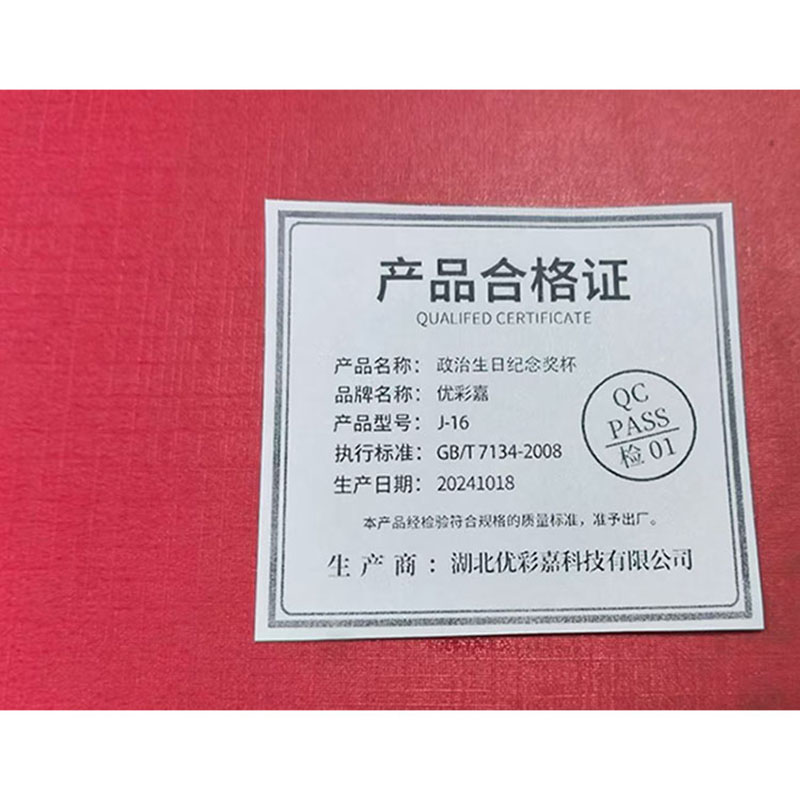 产品合格证
QUALIFED CERTIFICATE
产品名称： 政治生日纪念奖杯
品牌名称： 优彩嘉
产品型号： J-16
执行标准： GB/T 7134-2008
生产日期： 20241018
QC
PASS
检 01
本产品经检验符合规格的质量标准，准予出厂。
生产商：湖北优彩嘉科技有限公司